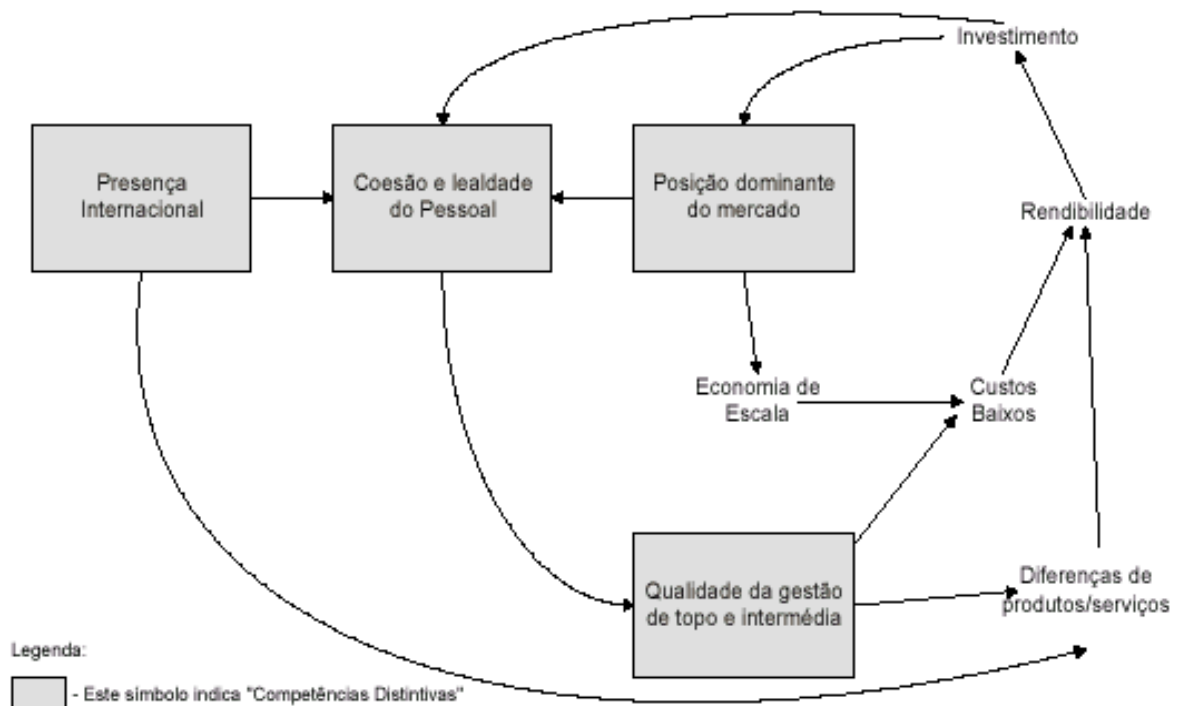 Investimento
Presença
Internacional
Coesão e lealdade
do Pessoal
Posição dominante
do mercado
Rendibilidade
Economia de
Escala
Custos
Baixos
Qualidade da gestão
de topo e intermédia
Diferenças de
produtos/serviços
Legenda:
- Este símbolo indica "Competências Distintivas"